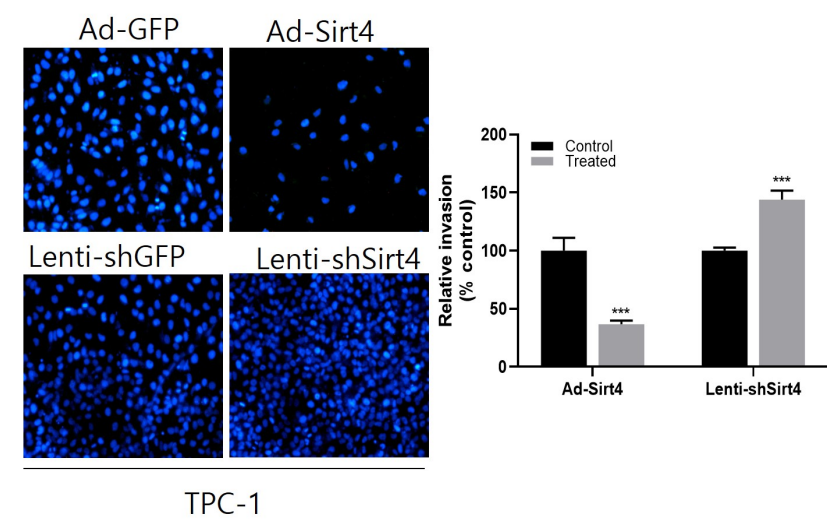 Ad-GFP
Ad-Sirt4
Lenti-shGFP
Lenti-shSirt4
TPC-1
Relative invasion
(% control)
200
150
100
50
0
Control
Treated
***
***
Ad-Sirt4
Lenti-shSirt4